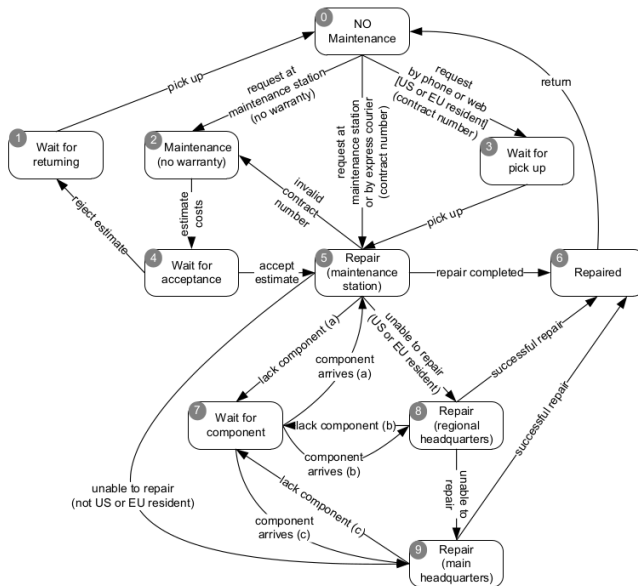 0
NO
Maintenance
pick up
request at
maintenance station
(no warranty)
request
by phone or web
[US or EU resident]
(contract number)
return
1
Wait for
returning
2
Maintenance
(no warranty)
request at
maintenance station
or by express courier
(contract number)
3
Wait for
pick up
invalid
contract
number
pick up
reject estimate
estimate
costs
4
Wait for
acceptance
accept
estimate
5
Repair
(maintenance
station)
repair completed
6
Repaired
lack component (a)
component
arrives (a)
unable to repair
(US or EU resident)
successful repair
7
Wait for
component
lack component (b)
component
arrives (b)
8
Repair
(regional
headquarters)
successful repair
unable to repair
(not US or EU resident)
lack component (c)
component
arrives (c)
unable to
repair
9
Repair
(main
headquarters)